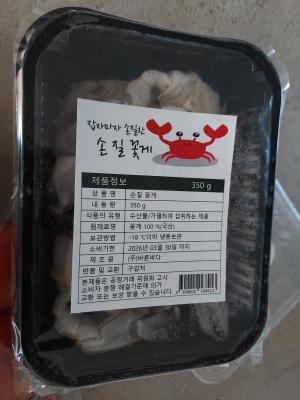 잡자마자 손질한
손질꽃게
제품정보 350 g
상 품 명 손질 꽃게
내 용 량 350 g
식품의 유형 수산물/가열하여 섭취하는 제품
원재료명 꽃게 100 %(국산)
보관방법 -18 ℃이하 냉동보관
소비기한 2026년 03월 30일 까지
제 조 원 (주)바른바다
반품 및 교환 구입처
본제품은 공정거래 위원회 고시
소비자 분쟁 해결기준에 의거
교환 또는 보상 받을 수 있습니다.